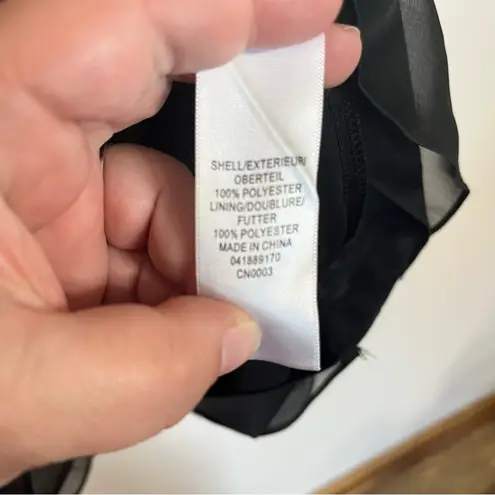 SHELL/EXTERIEUR/
OBERTEIL
100% POLYESTER
LINING/DOUBLURE/
FUTTER
100% POLYESTER
MADE IN CHINA
041889170
CN0003